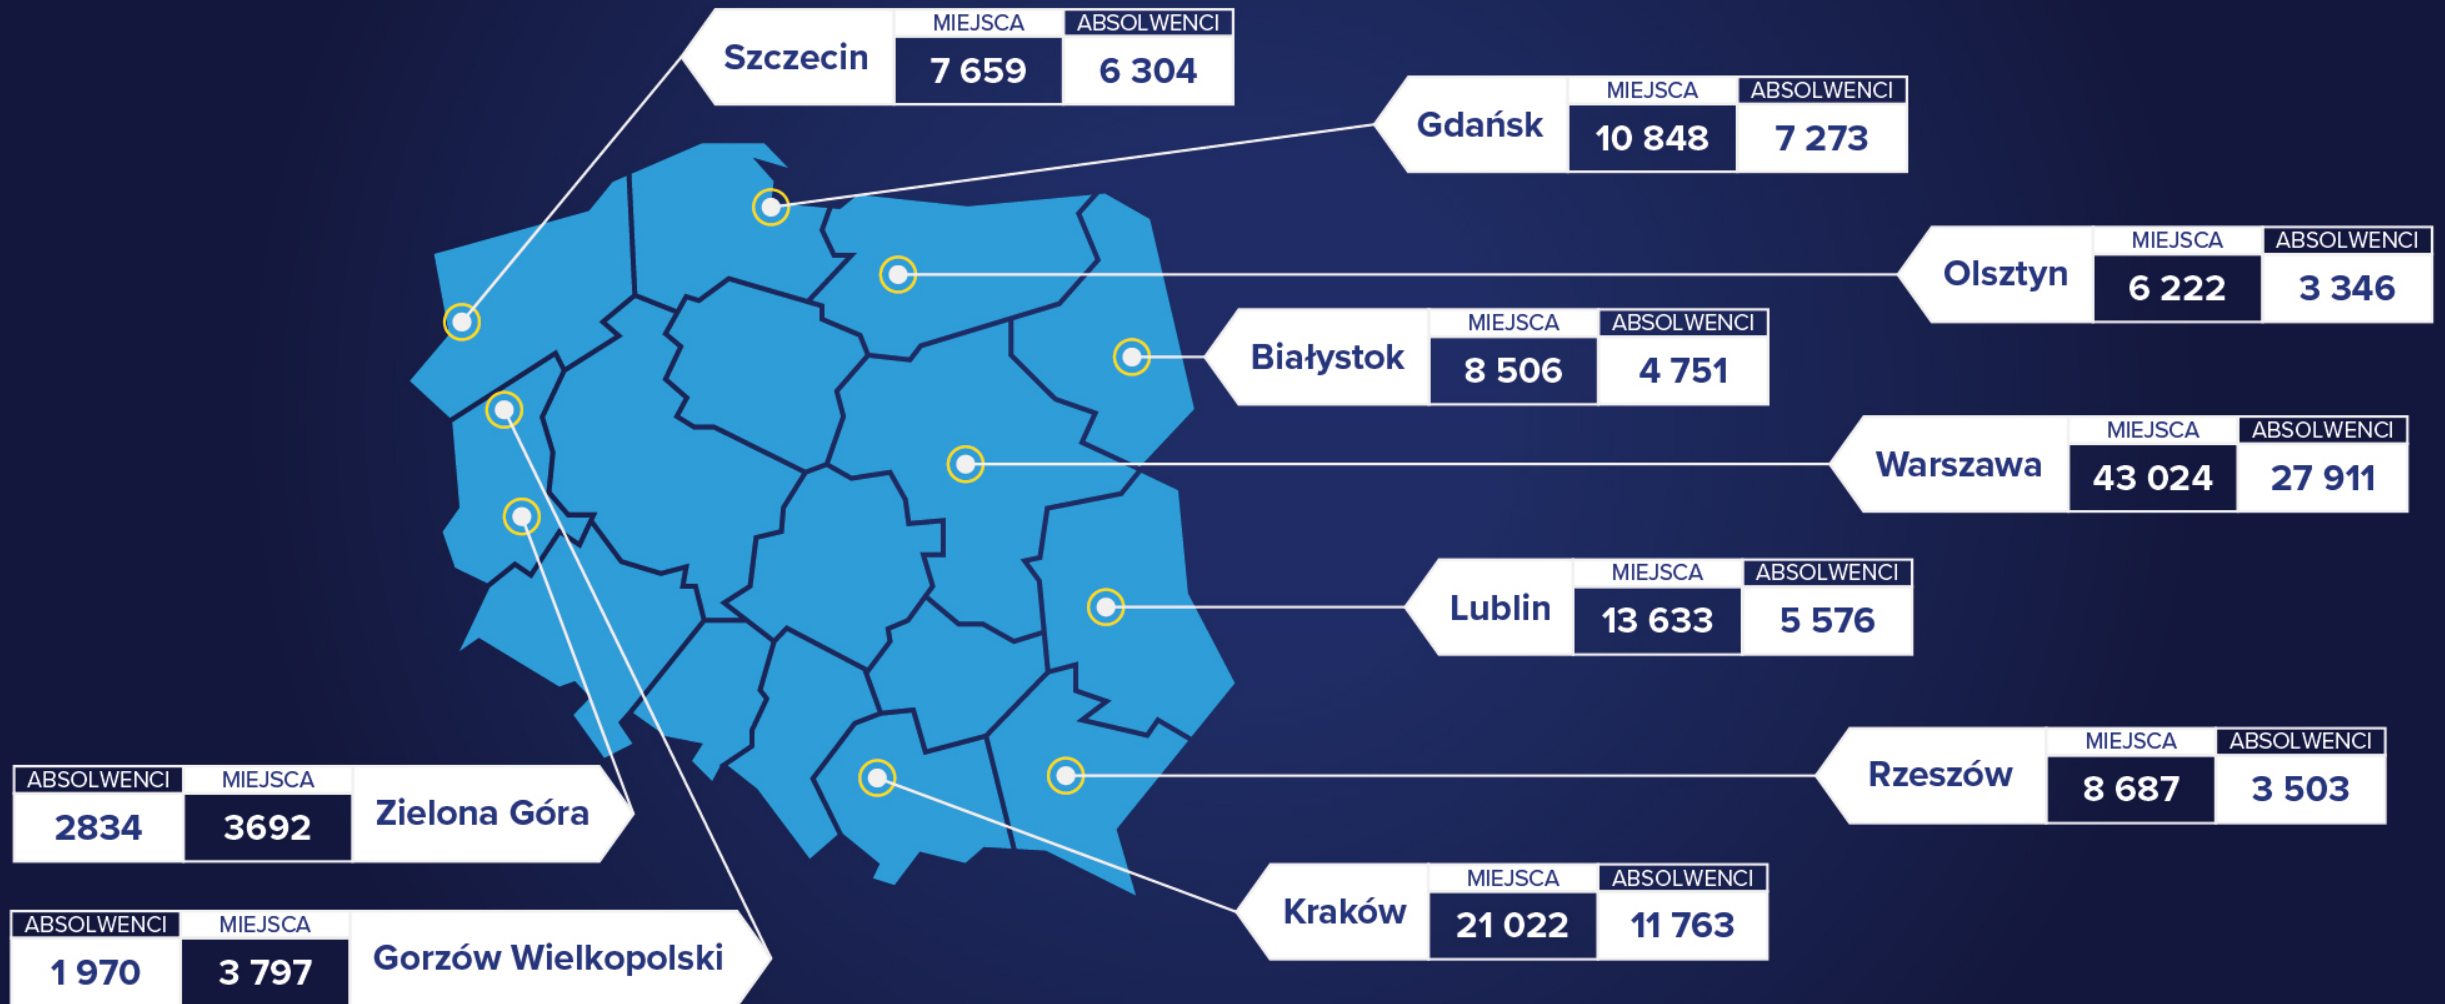 Szczecin
MIEJSCA ABSOLWENCI
7 659 6 304
Gdańsk
MIEJSCA ABSOLWENCI
10 848 7 273
Olsztyn
MIEJSCA ABSOLWENCI
6 222 3 346
Białystok
MIEJSCA ABSOLWENCI
8 506 4 751
Warszawa
MIEJSCA ABSOLWENCI
43 024 27 911
Lublin
MIEJSCA ABSOLWENCI
13 633 5 576
Rzeszów
MIEJSCA ABSOLWENCI
8 687 3 503
ABSOLWENCI MIEJSCA
2834 3692
Zielona Góra
Kraków
MIEJSCA ABSOLWENCI
21 022 11 763
ABSOLWENCI MIEJSCA
1 970 3 797
Gorzów Wielkopolski